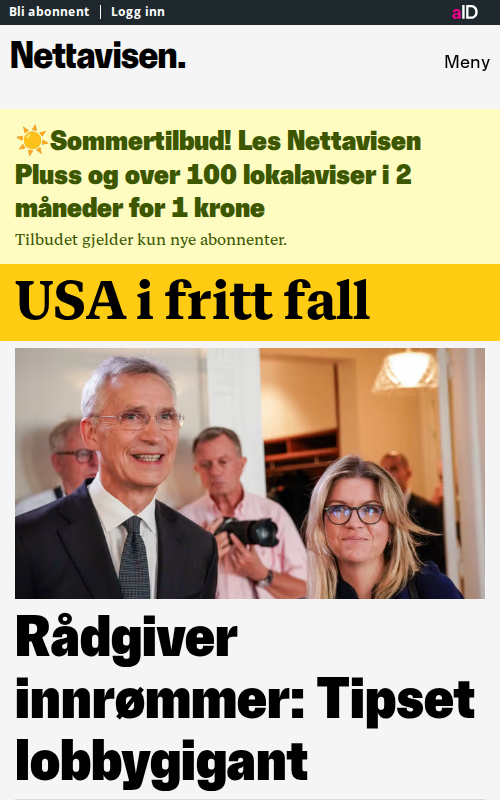 Bli abonnent | Logg inn
aID
Nettavisen.
Meny
☀️Sommertilbud! Les Nettavisen
Pluss og over 100 lokalaviser i 2
måneder for 1 krone
Tilbudet gjelder kun nye abonnenter.
USA i fritt fall
Rådgiver
innrømmer: Tipset
lobbygigant